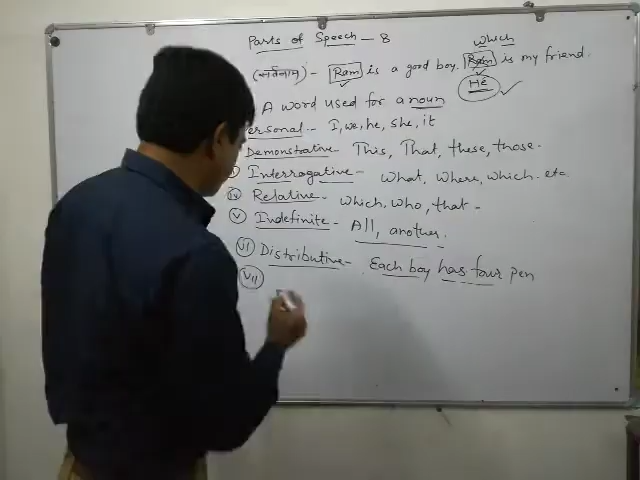 Parts of Speech - 8
which
(सर्वनाम) - Ram is a good boy. Ram is my friend.
He
A word used for a noun
ersonal - I, we, he, she, it
Demonstrative - This, That, these, those.
Interrogative - What, Where, which etc
iv Relative - Which, who, that -
V Indefinite - All, another.
VI Distributive - Each boy has four pen
VII